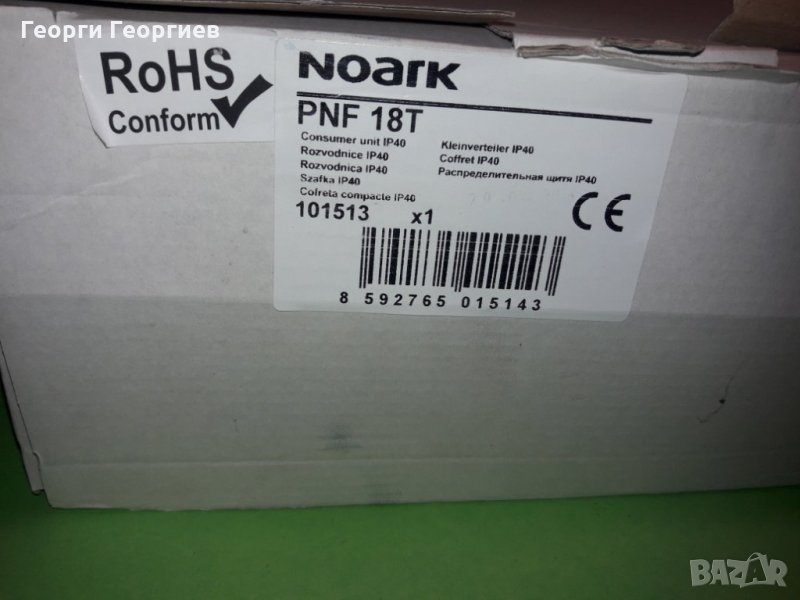 Георги Георгиев
RoHS
Conform
NOARK
PNF 18T
Consumer unit IP40
Rozvodnice IP40
Rozvodnica IP40
Szafka IP40
Cofreta compacte IP40
Kleinverteiler IP40
Coffret IP40
Распределительная щитя IP40
101513 x1
CE
8 592765 015143
BAZAR